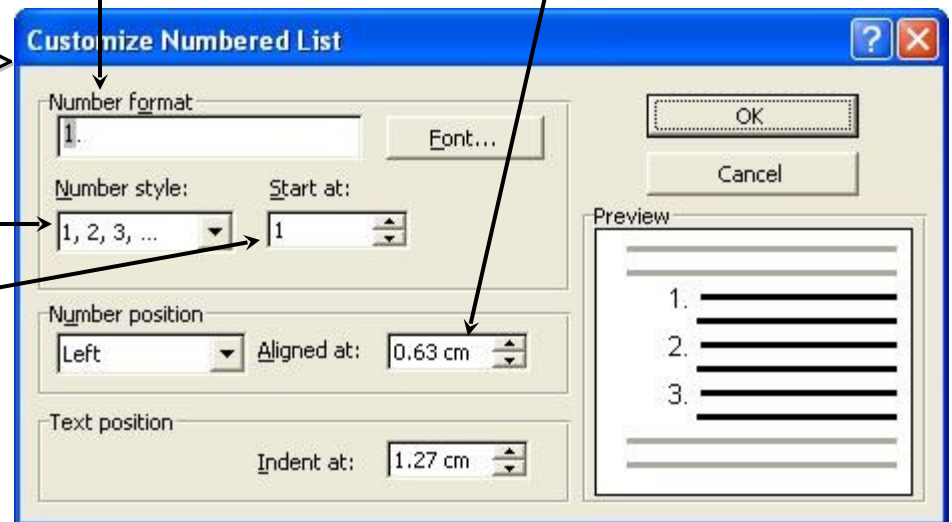 Customize Numbered List
Number format
1.
Font...
Number style:
Start at:
1, 2, 3, ...
1
Number position
Left
Aligned at:
0.63 cm
Text position
Indent at:
1.27 cm
OK
Cancel
Preview
1.
2.
3.